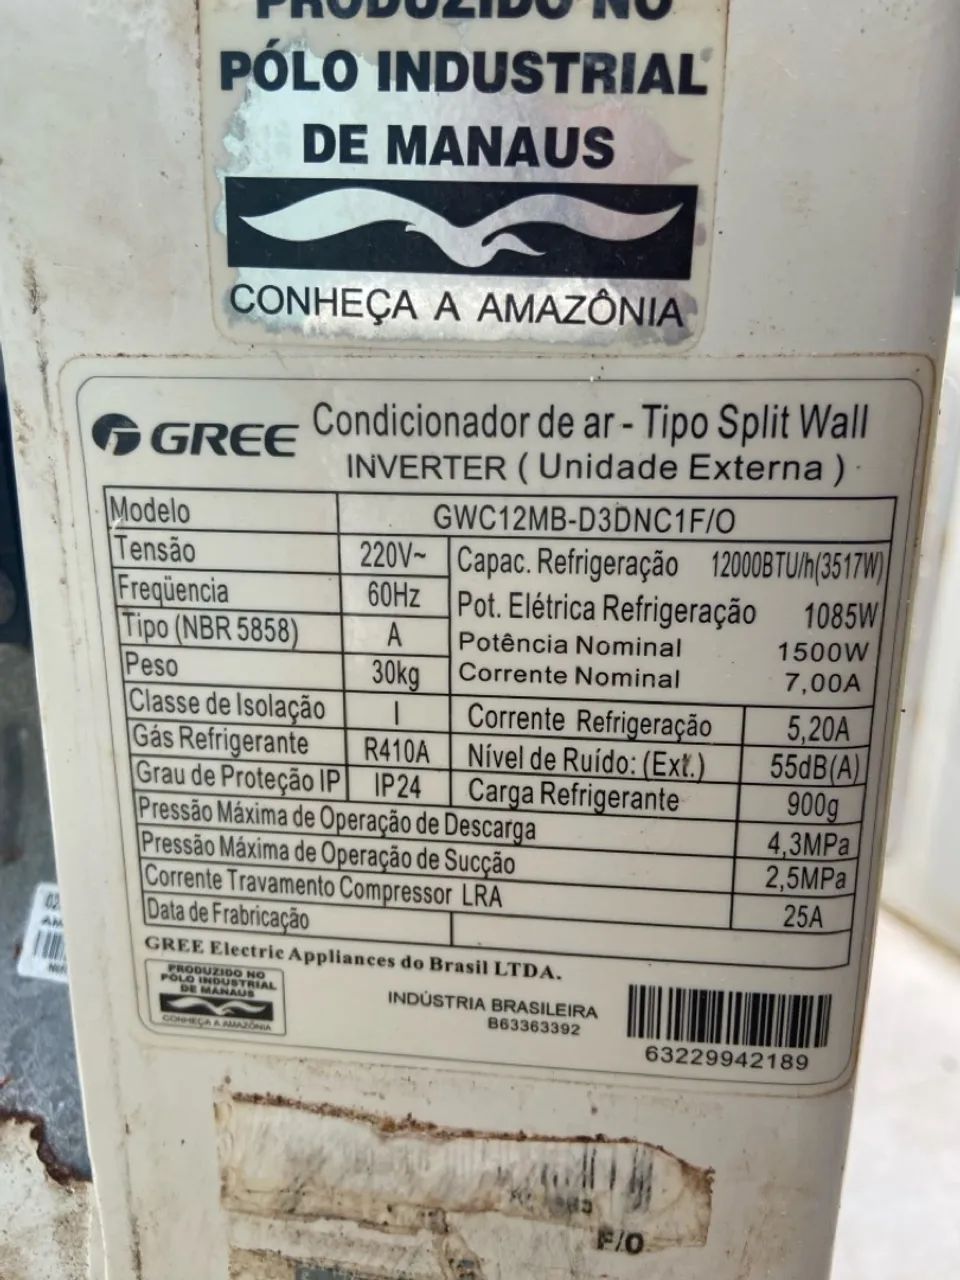 PRODUZIDO NO
PÓLO INDUSTRIAL
DE MANAUS
CONHEÇA A AMAZÔNIA
GREE Condicionador de ar - Tipo Split Wall
INVERTER ( Unidade Externa )
Modelo GWC12MB-D3DNC1F/O
Tensão 220V~ Capac. Refrigeração 12000BTU/h(3517W)
Freqüencia 60Hz Pot. Elétrica Refrigeração 1085W
Tipo (NBR 5858) A Potência Nominal 1500W
Peso 30kg Corrente Nominal 7,00A
Classe de Isolação I Corrente Refrigeração 5,20A
Gás Refrigerante R410A Nível de Ruído: (Ext.) 55dB(A)
Grau de Proteção IP IP24 Carga Refrigerante 900g
Pressão Máxima de Operação de Descarga 4,3MPa
Pressão Máxima de Operação de Sucção 2,5MPa
Corrente Travamento Compressor LRA 25A
Data de Frabricação
GREE Electric Appliances do Brasil LTDA.
PRODUZIDO NO
PÓLO INDUSTRIAL
DE MANAUS
CONHEÇA A AMAZÔNIA
INDÚSTRIA BRASILEIRA
B63363392
63229942189
F/O